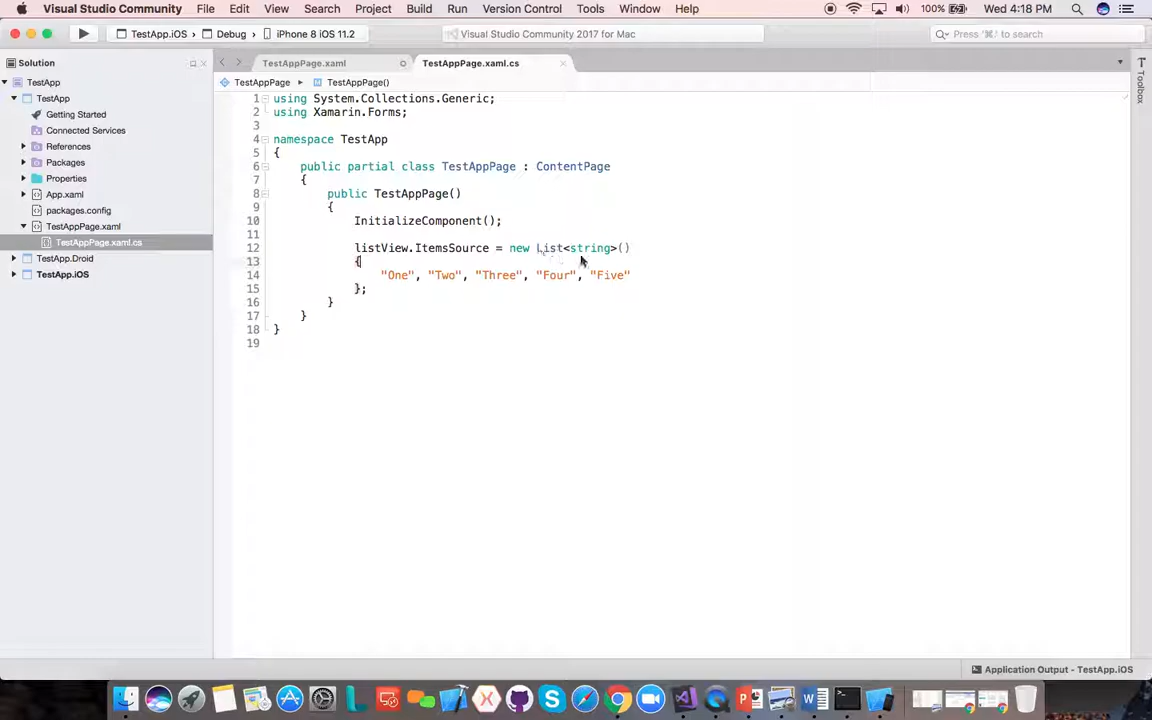 Visual Studio Community File Edit View Search Project Build Run Version Control Tools Window Help 100% Wed 4:18 PM
TestApp.iOS Debug iPhone 8 iOS 11.2 Visual Studio Community 2017 for Mac Press '⌘.' to search
Solution TestAppPage.xaml TestAppPage.xaml.cs
TestApp TestAppPage TestAppPage()
TestApp
Getting Started
Connected Services
References
Packages
Properties
App.xaml
packages.config
TestAppPage.xaml
TestAppPage.xaml.cs
TestApp.Droid
TestApp.iOS
1 using System.Collections.Generic;
2 using Xamarin.Forms;
3
4 namespace TestApp
5 {
6 public partial class TestAppPage : ContentPage
7 {
8 public TestAppPage()
9 {
10 InitializeComponent();
11
12 listView.ItemsSource = new List<string>()
13 {
14 "One", "Two", "Three", "Four", "Five"
15 };
16 }
17 }
18 }
19
Toolbox
Application Output - TestApp.iOS